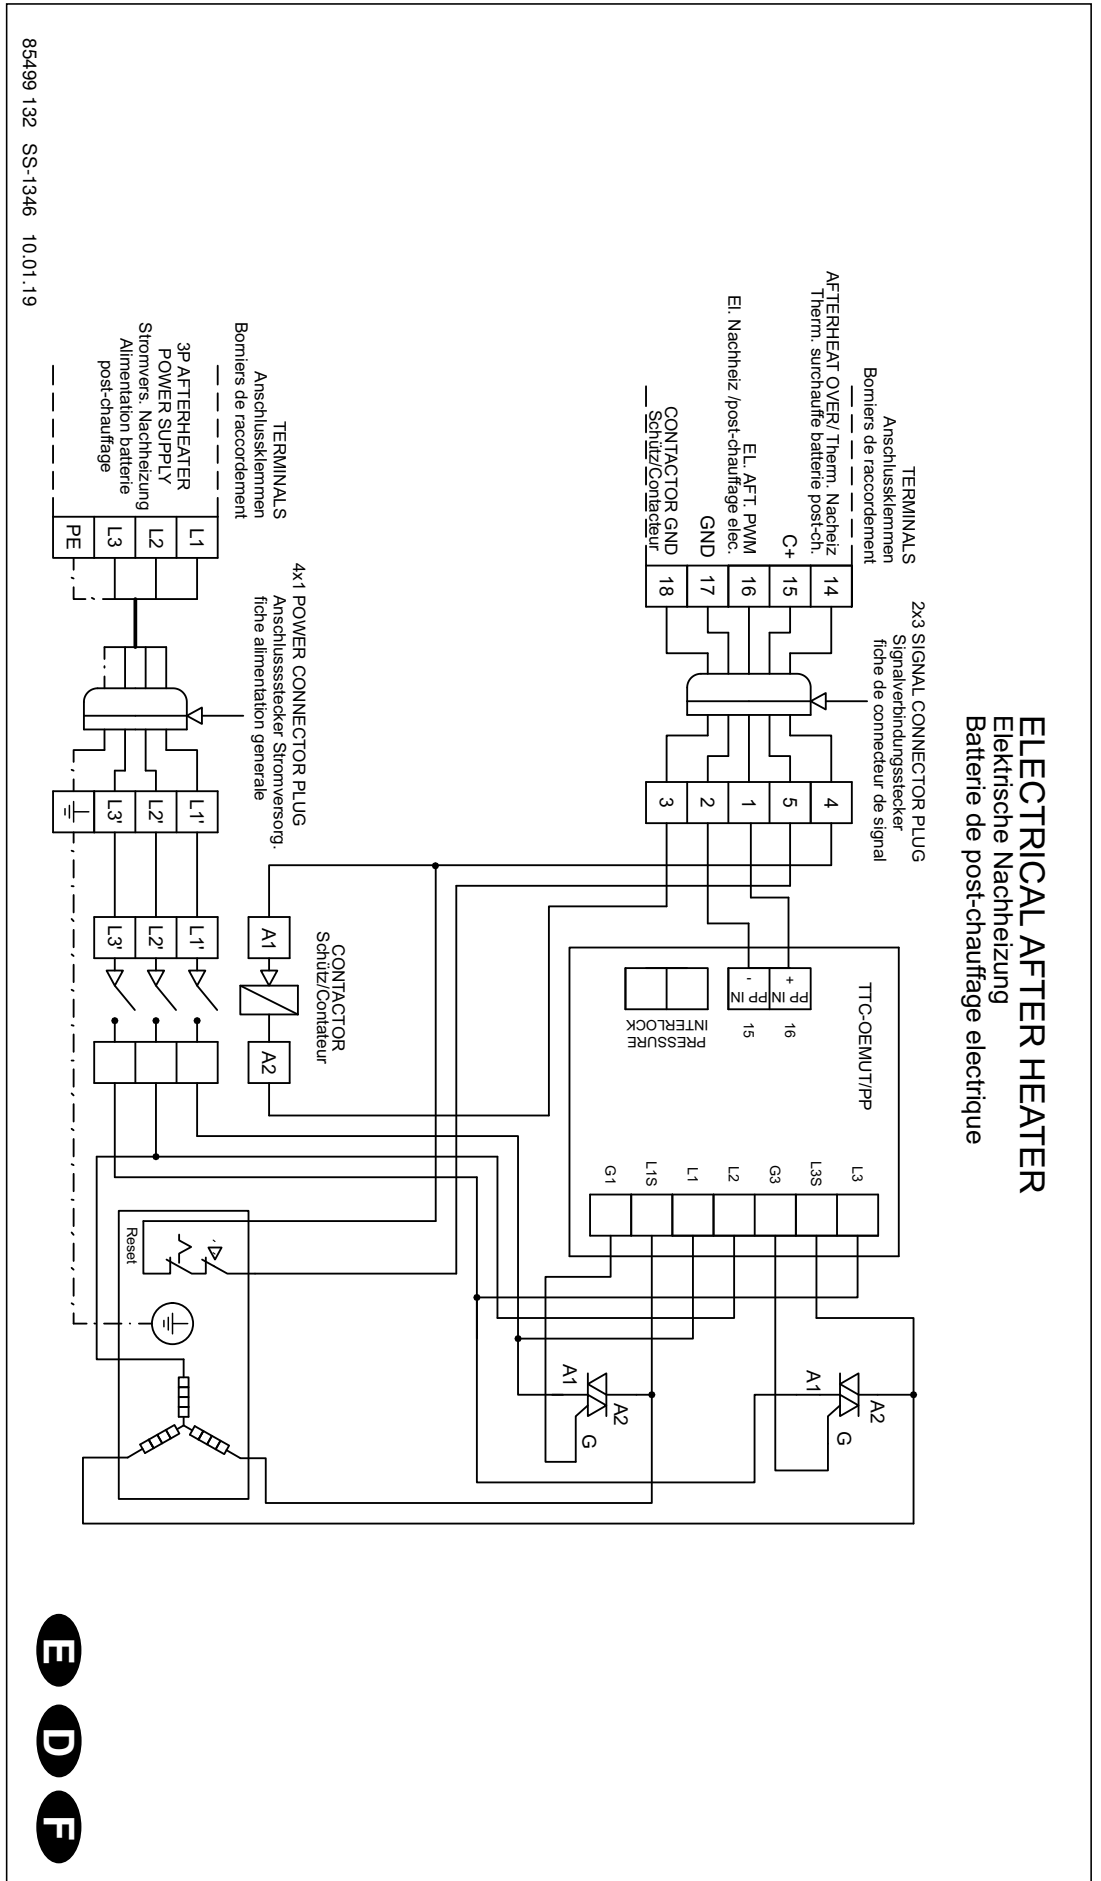 ELECTRICAL AFTER HEATER
Elektrische Nachheizung
Batterie de post-chauffage electrique
TERMINALS
Anschlussklemmen
Borniers de raccordement
2x3 SIGNAL CONNECTOR PLUG
Signalverbindungsstecker
fiche de connecteur de signal
AFTERHEAT OVER/ Therm. Nacheiz
Therm. surchauffe batterie post-ch.
C+
EL. AFT. PWM
El. Nachheiz /post-chauffage elec.
GND
CONTACTOR GND
Schütz/Contacteur
14
15
16
17
18
4
5
1
2
3
TTC-OEMUT/PP
+
PP IN
16
-
PP IN
15
PRESSURE
INTERLOCK
L3
L3S
G3
L2
L1
L1S
G1
A1
A2
G
A1
A2
G
TERMINALS
Anschlussklemmen
Borniers de raccordement
4x1 POWER CONNECTOR PLUG
Anschlusssstecker Stromversorg.
fiche alimentation generale
3P AFTERHEATER
POWER SUPPLY
Stromvers. Nachheizung
Alimentation batterie
post-chauffage
L1
L2
L3
PE
L1'
L2'
L3'
CONTACTOR
Schütz/Contateur
A1
A2
L1'
L2'
L3'
Reset
85499 132 SS-1346 10.01.19
E D F